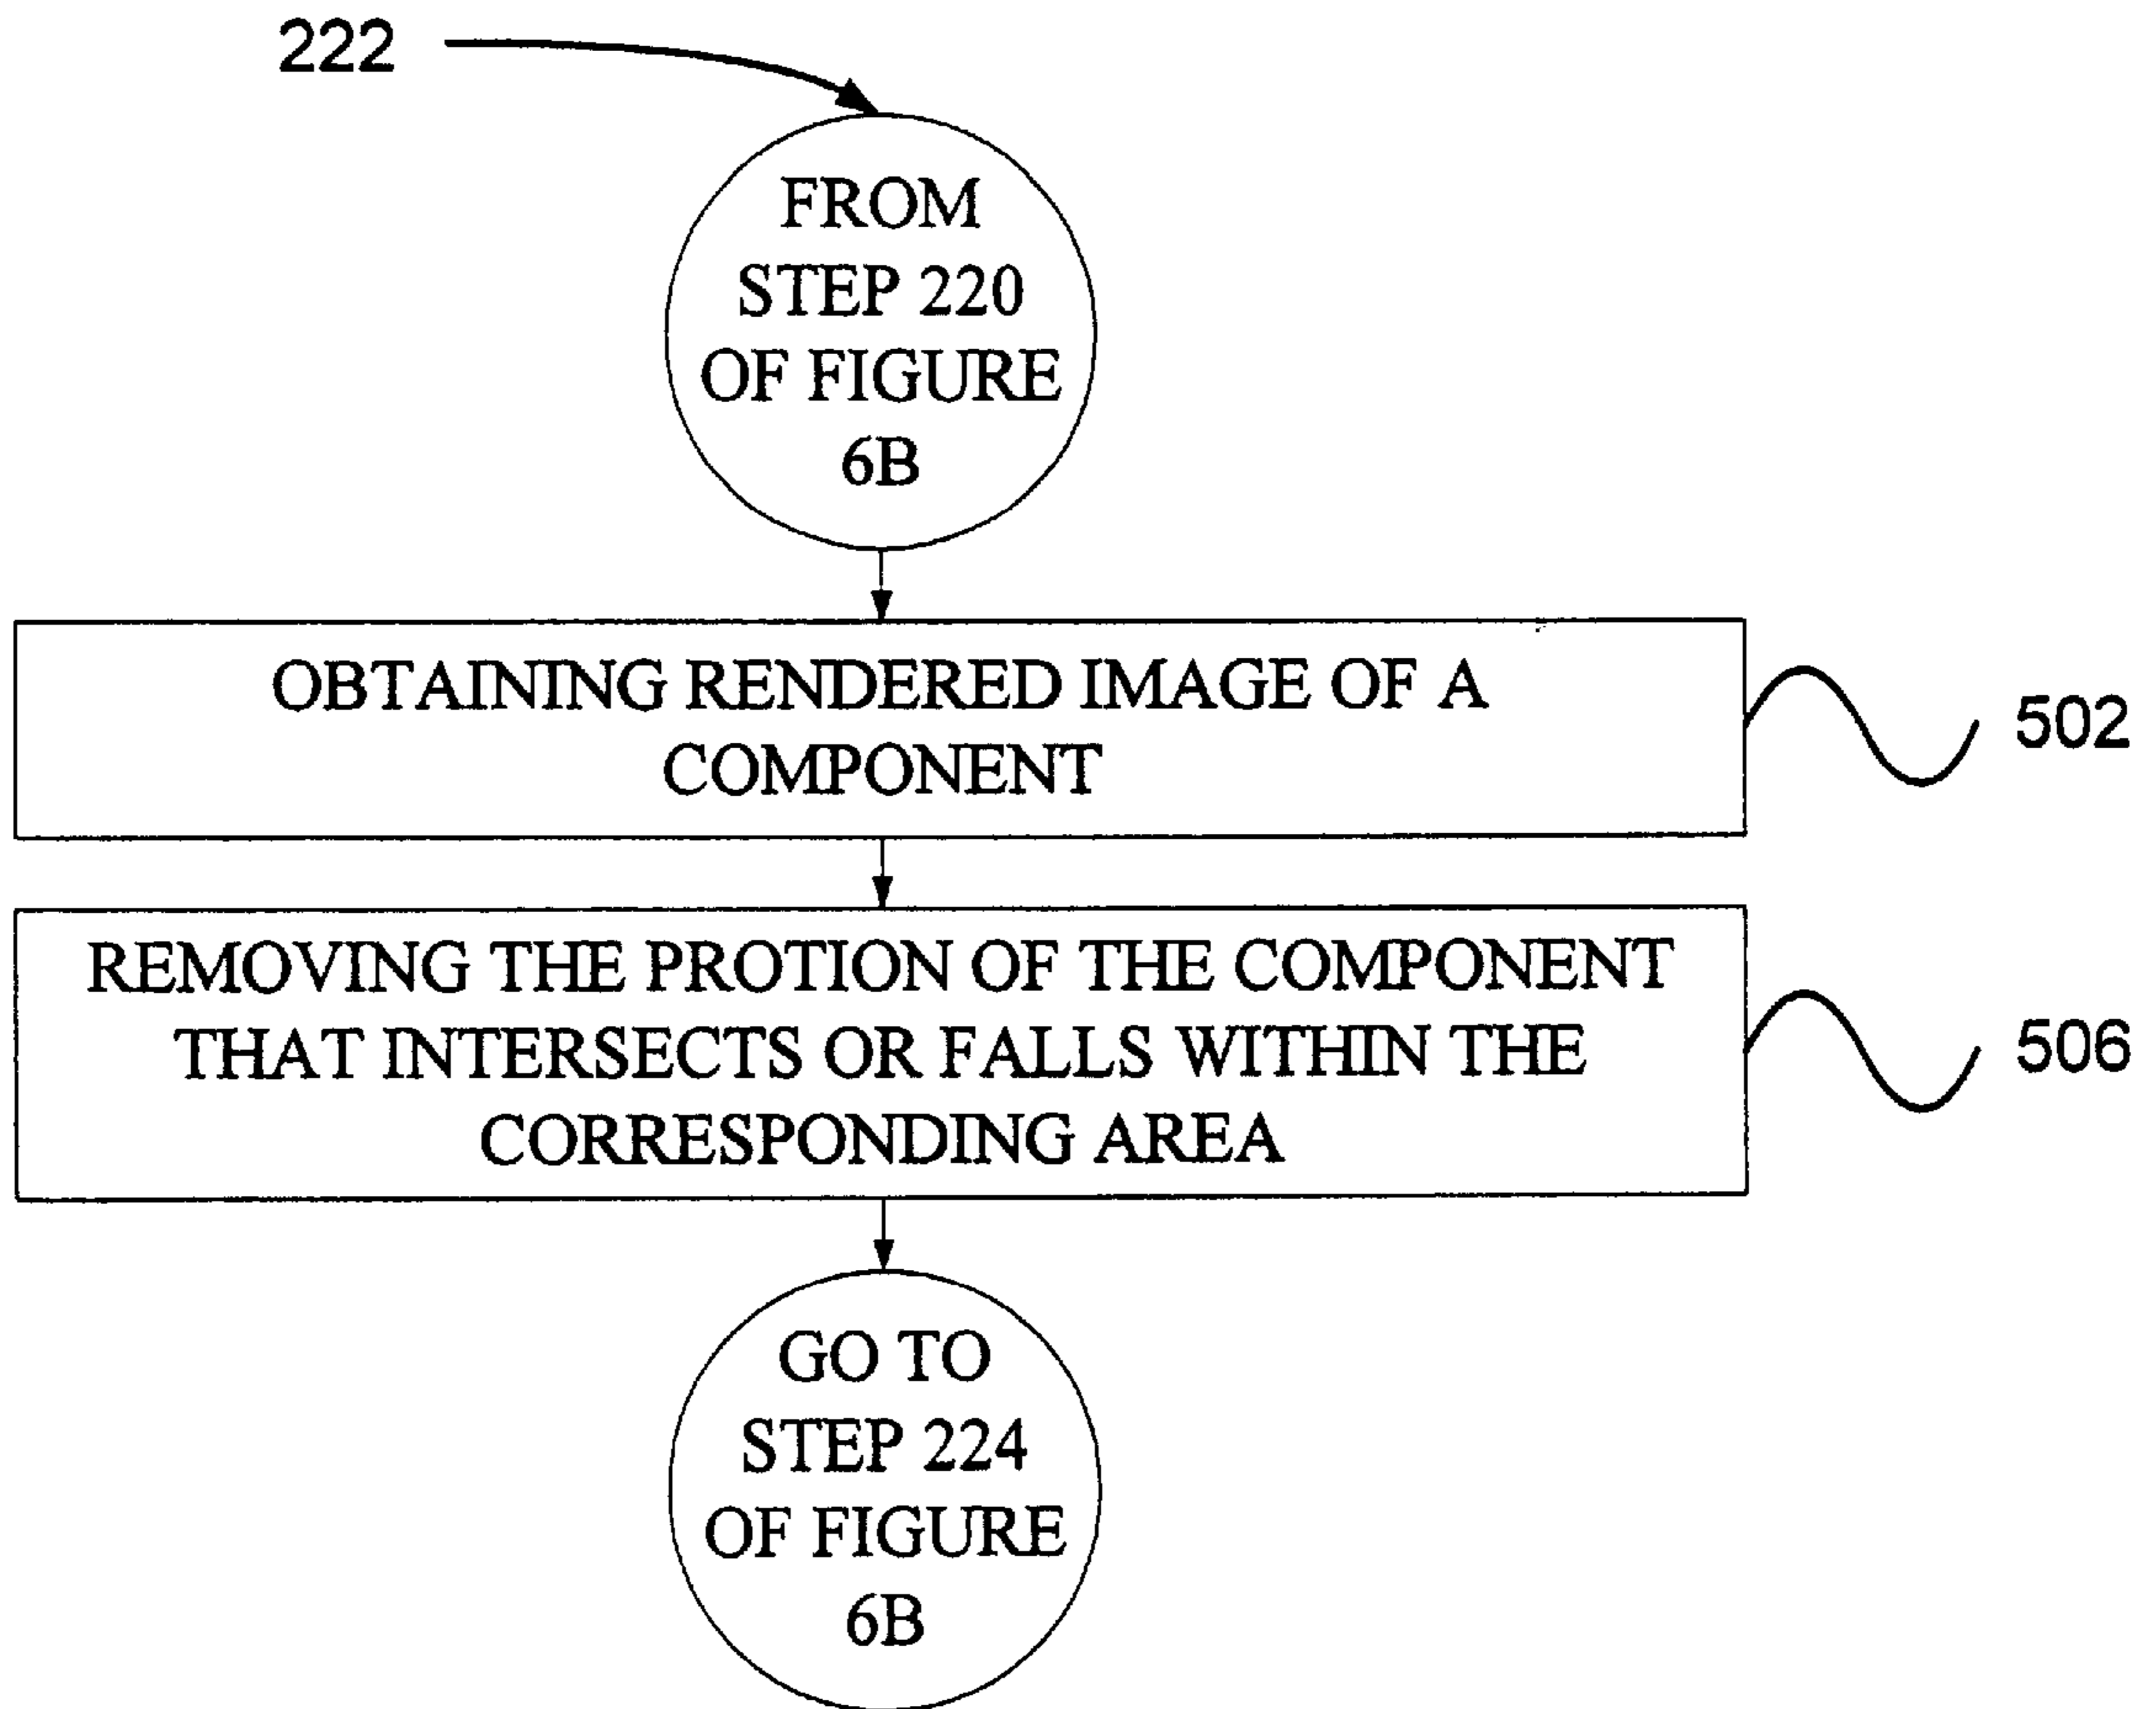 222
FROM
STEP 220
OF FIGURE
6B
OBTAINING RENDERED IMAGE OF A
COMPONENT
502
REMOVING THE PROTION OF THE COMPONENT
THAT INTERSECTS OR FALLS WITHIN THE
CORRESPONDING AREA
506
GO TO
STEP 224
OF FIGURE
6B